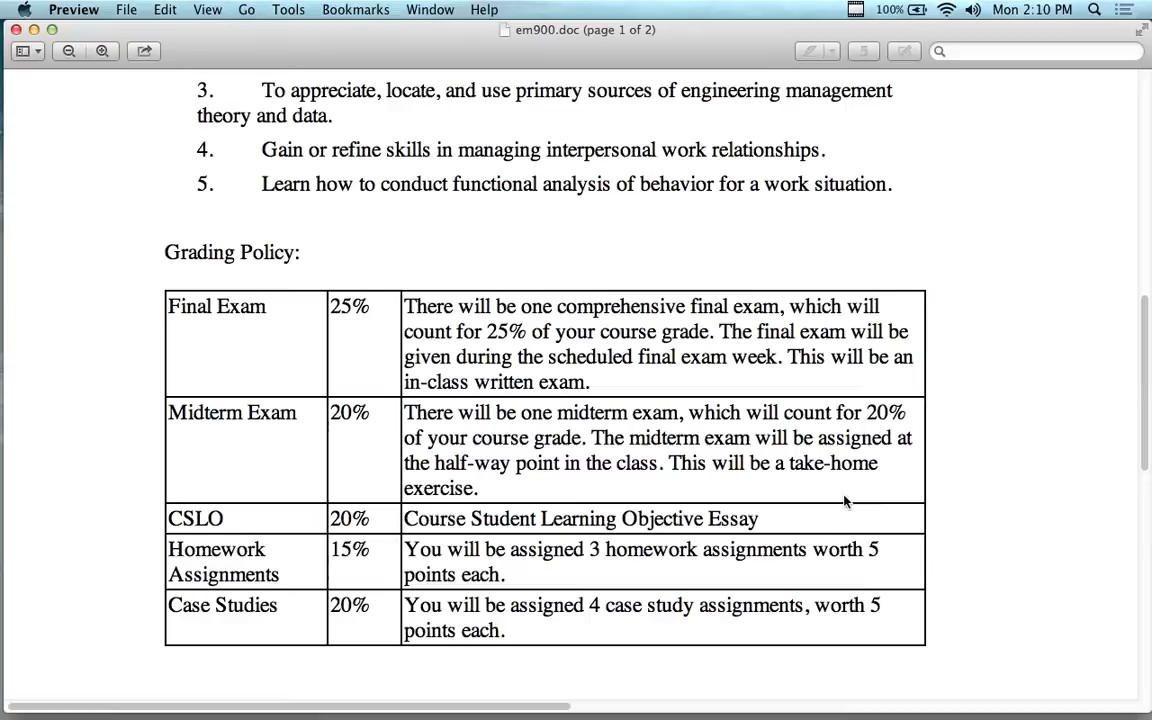 Preview File Edit View Go Tools Bookmarks Window Help 100% Mon 2:10 PM
em900.doc (page 1 of 2)
3. To appreciate, locate, and use primary sources of engineering management
theory and data.
4. Gain or refine skills in managing interpersonal work relationships.
5. Learn how to conduct functional analysis of behavior for a work situation.
Grading Policy:
Final Exam 25% There will be one comprehensive final exam, which will
count for 25% of your course grade. The final exam will be
given during the scheduled final exam week. This will be an
in-class written exam.
Midterm Exam 20% There will be one midterm exam, which will count for 20%
of your course grade. The midterm exam will be assigned at
the half-way point in the class. This will be a take-home
exercise.
CSLO 20% Course Student Learning Objective Essay
Homework 15% You will be assigned 3 homework assignments worth 5
Assignments points each.
Case Studies 20% You will be assigned 4 case study assignments, worth 5
points each.